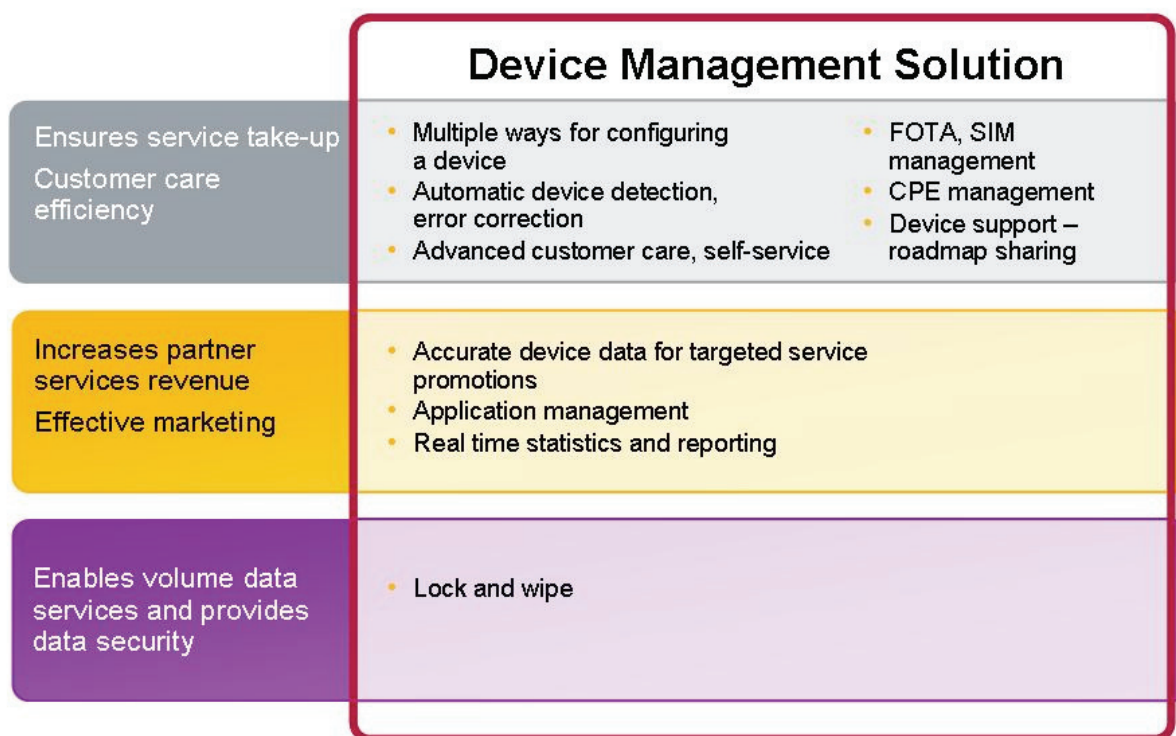 Device Management Solution
Ensures service take-up
Customer care
efficiency
• Multiple ways for configuring
a device
• Automatic device detection,
error correction
• Advanced customer care, self-service
• FOTA, SIM
management
• CPE management
• Device support –
roadmap sharing
Increases partner
services revenue
Effective marketing
• Accurate device data for targeted service
promotions
• Application management
• Real time statistics and reporting
Enables volume data
services and provides
data security
• Lock and wipe